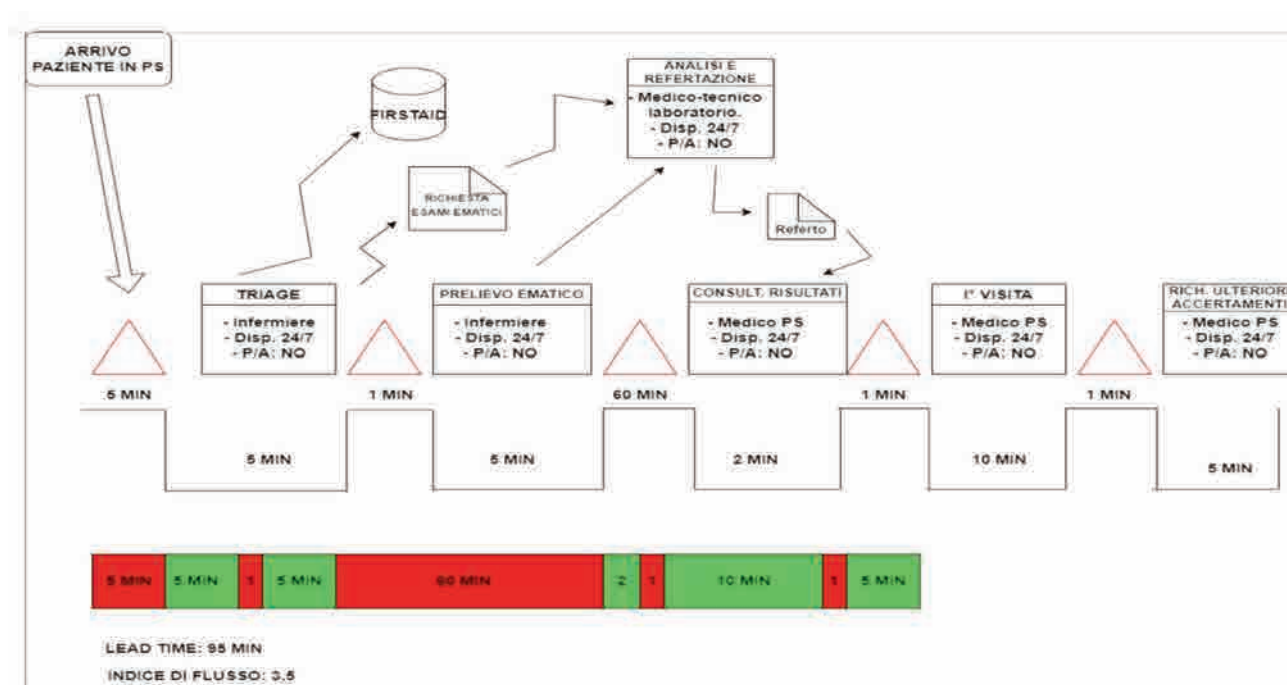 ARRIVO
PAZIENTE IN PS
FIRSTAID
RICHIESTA
ESAMI EMATICI
ANALISI E
REFERTAZIONE
- Medico-tecnico
laboratorio.
- Disp. 24/7
- P/A: NO
Referto
TRIAGE
- Infermiere
- Disp. 24/7
- P/A: NO
PRELIEVO EMATICO
- Infermiere
- Disp. 24/7
- P/A: NO
CONSULT. RISULTATI
- Medico PS
- Disp. 24/7
- P/A: NO
I° VISITA
- Medico PS
- Disp. 24/7
- P/A: NO
RICH. ULTERIORI
ACCERTAMENTI
- Medico PS
- Disp. 24/7
- P/A: NO
5 MIN
1 MIN
60 MIN
1 MIN
1 MIN
5 MIN
5 MIN
2 MIN
10 MIN
5 MIN
5 MIN
5 MIN
1
5 MIN
60 MIN
2
1
10 MIN
1
5 MIN
LEAD TIME: 95 MIN
INDICE DI FLUSSO: 3.5